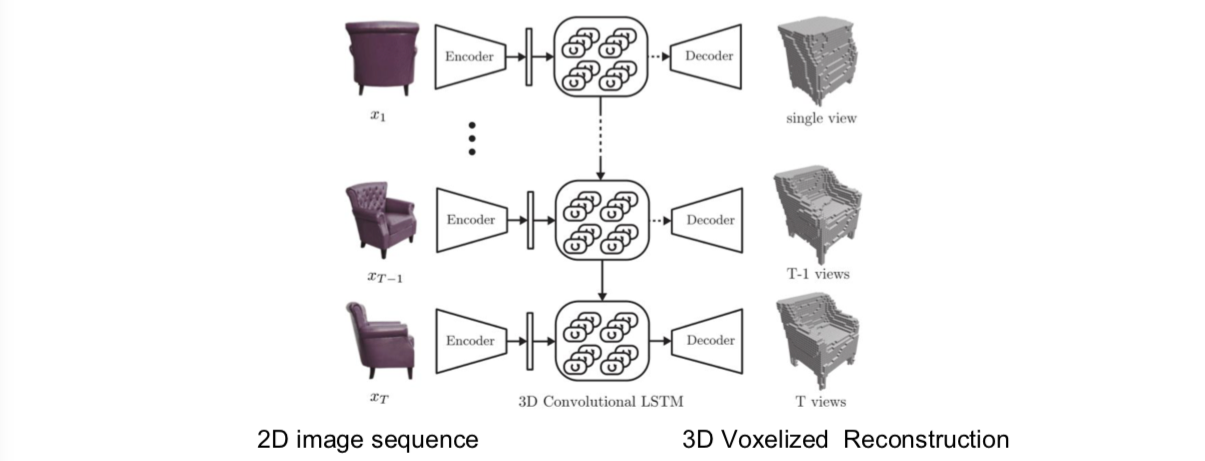 Encoder
Decoder
x₁
single view
Encoder
Decoder
x_{T−1}
T-1 views
Encoder
Decoder
x_T
3D Convolutional LSTM
T views
2D image sequence
3D Voxelized Reconstruction